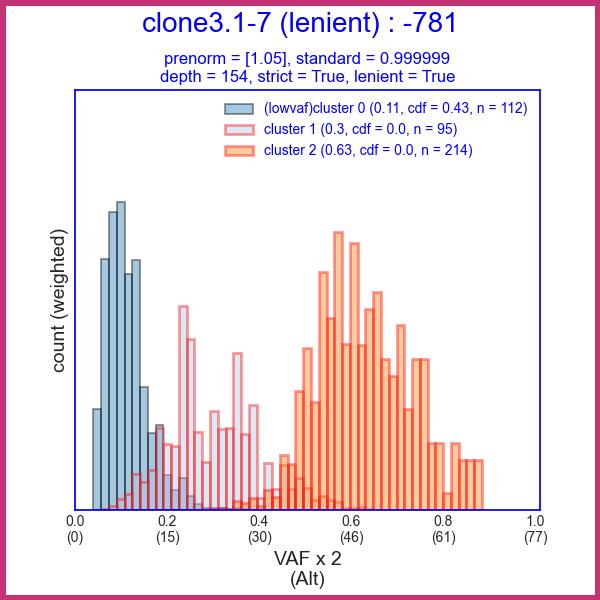 clone3.1-7 (lenient) : -781
prenorm = [1.05], standard = 0.999999
depth = 154, strict = True, lenient = True
(lowvaf)cluster 0 (0.11, cdf = 0.43, n = 112)
cluster 1 (0.3, cdf = 0.0, n = 95)
cluster 2 (0.63, cdf = 0.0, n = 214)
count (weighted)
0.0 0.2 0.4 0.6 0.8 1.0
(0) (15) (30) (46) (61) (77)
VAF x 2
(Alt)